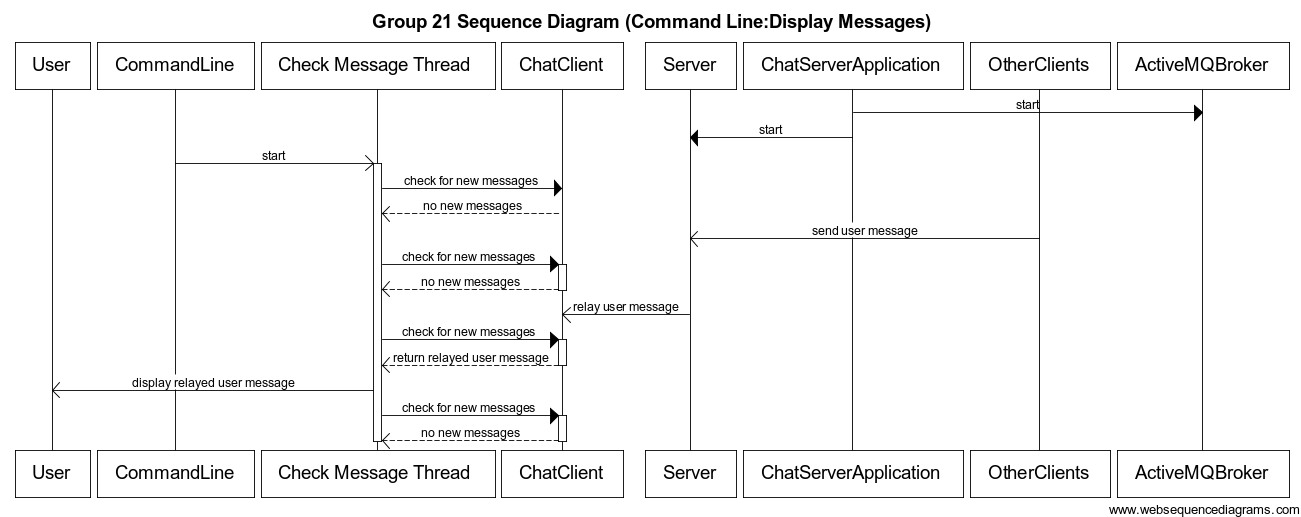 Group 21 Sequence Diagram (Command Line:Display Messages)
User CommandLine Check Message Thread ChatClient Server ChatServerApplication OtherClients ActiveMQBroker
start
start
start
check for new messages
no new messages
send user message
check for new messages
no new messages
relay user message
check for new messages
return relayed user message
display relayed user message
check for new messages
no new messages
User CommandLine Check Message Thread ChatClient Server ChatServerApplication OtherClients ActiveMQBroker
www.websequencediagrams.com